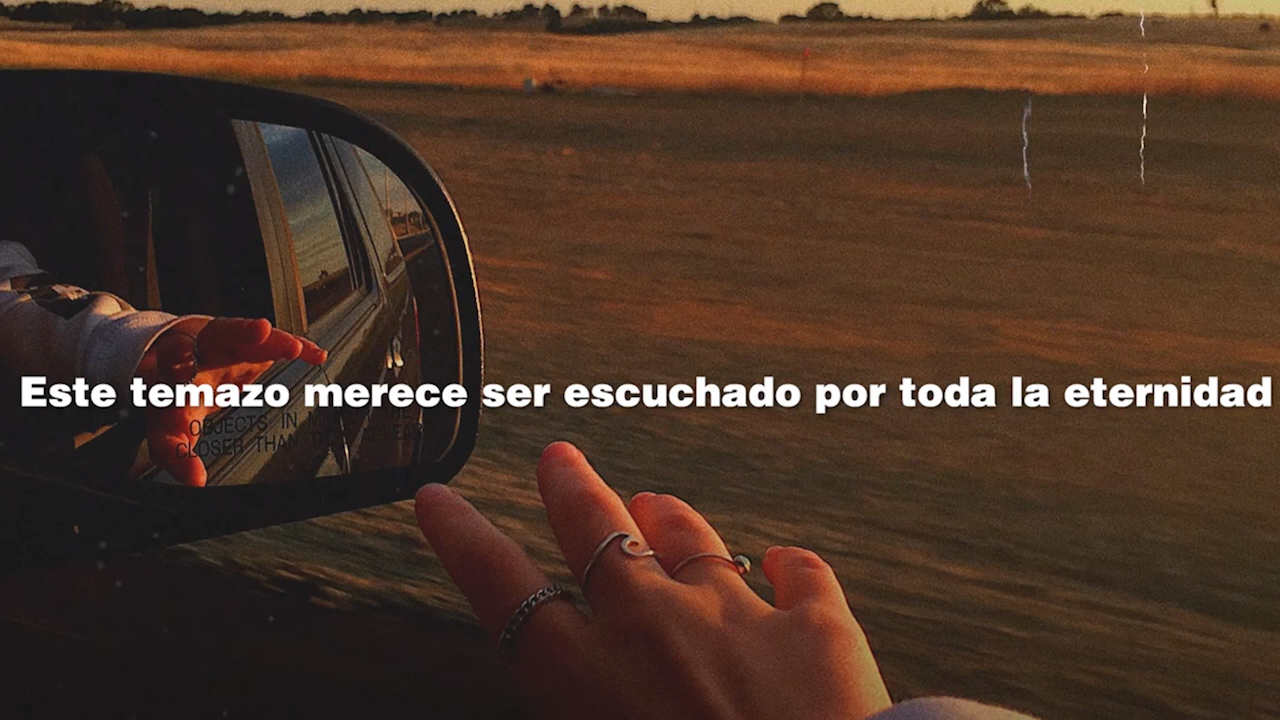 Este temazo merece ser escuchado por toda la eternidad
OBJECTS IN
CLOSER THAN